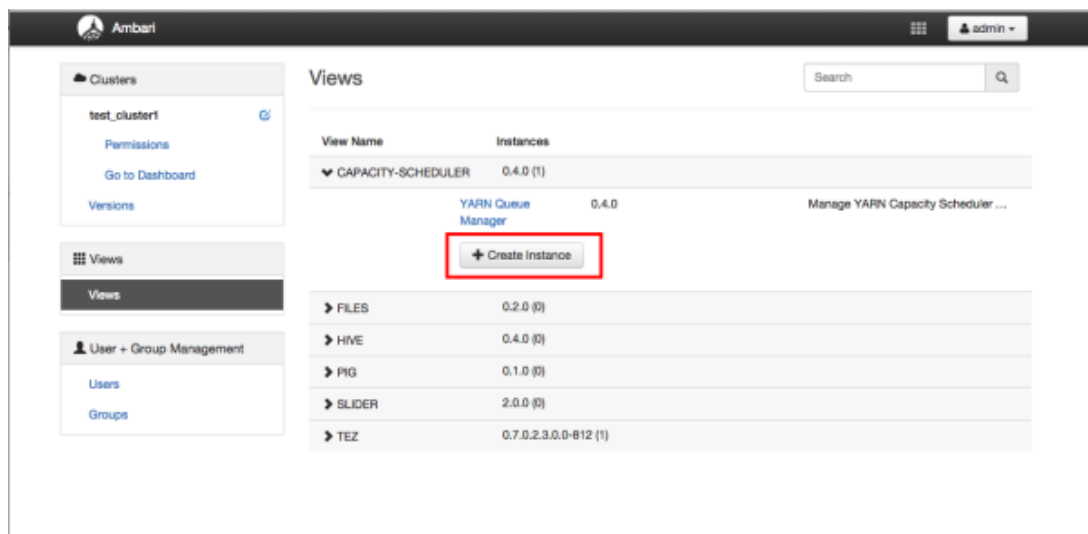 Ambari
admin
Clusters
test_cluster1
Permissions
Go to Dashboard
Versions
Views
Views
User + Group Management
Users
Groups
Views
Search
View Name Instances
CAPACITY-SCHEDULER 0.4.0 (1)
YARN Queue Manager 0.4.0 Manage YARN Capacity Scheduler ...
Create Instance
FILES 0.2.0 (0)
HIVE 0.4.0 (0)
PIG 0.1.0 (0)
SLIDER 2.0.0 (0)
TEZ 0.7.0.2.3.0.0-812 (1)